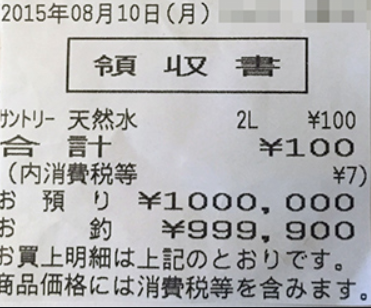 2015年08月10日(月)
領収書
サントリー 天然水 2L ¥100
合計 ¥100
(内消費税等 ¥7)
お預り ¥1000,000
お釣 ¥999,900
お買上明細は上記のとおりです。
商品価格には消費税等を含みます。